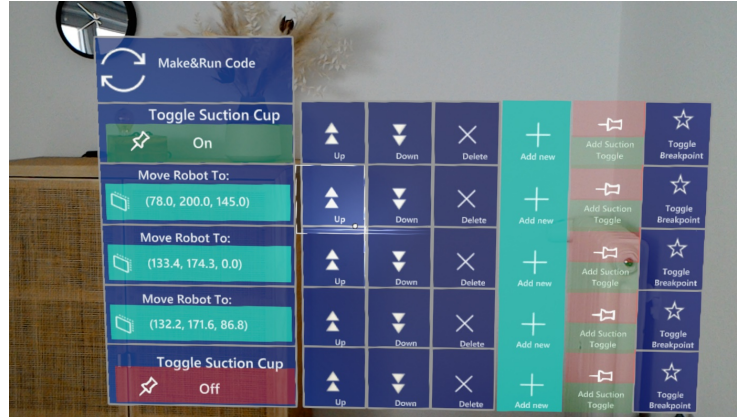 Make&Run Code
Toggle Suction Cup
On
Up
Down
Delete
Add new
Add Suction
Toggle
Toggle
Breakpoint
Move Robot To:
(78.0, 200.0, 145.0)
Up
Down
Delete
Add new
Add Suction
Toggle
Toggle
Breakpoint
Move Robot To:
(133.4, 174.3, 0.0)
Up
Down
Delete
Add new
Add Suction
Toggle
Toggle
Breakpoint
Move Robot To:
(132.2, 171.6, 86.8)
Up
Down
Delete
Add new
Add Suction
Toggle
Toggle
Breakpoint
Toggle Suction Cup
Off
Up
Down
Delete
Add new
Add Suction
Toggle
Toggle
Breakpoint